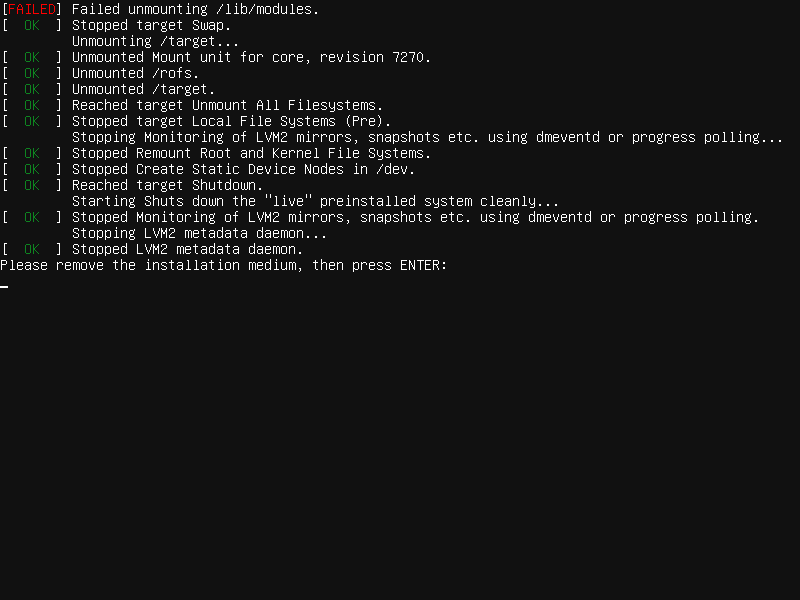 [FAILED] Failed unmounting /lib/modules.
[  OK  ] Stopped target Swap.
         Unmounting /target...
[  OK  ] Unmounted Mount unit for core, revision 7270.
[  OK  ] Unmounted /rofs.
[  OK  ] Unmounted /target.
[  OK  ] Reached target Unmount All Filesystems.
[  OK  ] Stopped target Local File Systems (Pre).
         Stopping Monitoring of LVM2 mirrors, snapshots etc. using dmeventd or progress polling...
[  OK  ] Stopped Remount Root and Kernel File Systems.
[  OK  ] Stopped Create Static Device Nodes in /dev.
[  OK  ] Reached target Shutdown.
         Starting Shuts down the "live" preinstalled system cleanly...
[  OK  ] Stopped Monitoring of LVM2 mirrors, snapshots etc. using dmeventd or progress polling.
         Stopping LVM2 metadata daemon...
[  OK  ] Stopped LVM2 metadata daemon.
Please remove the installation medium, then press ENTER: